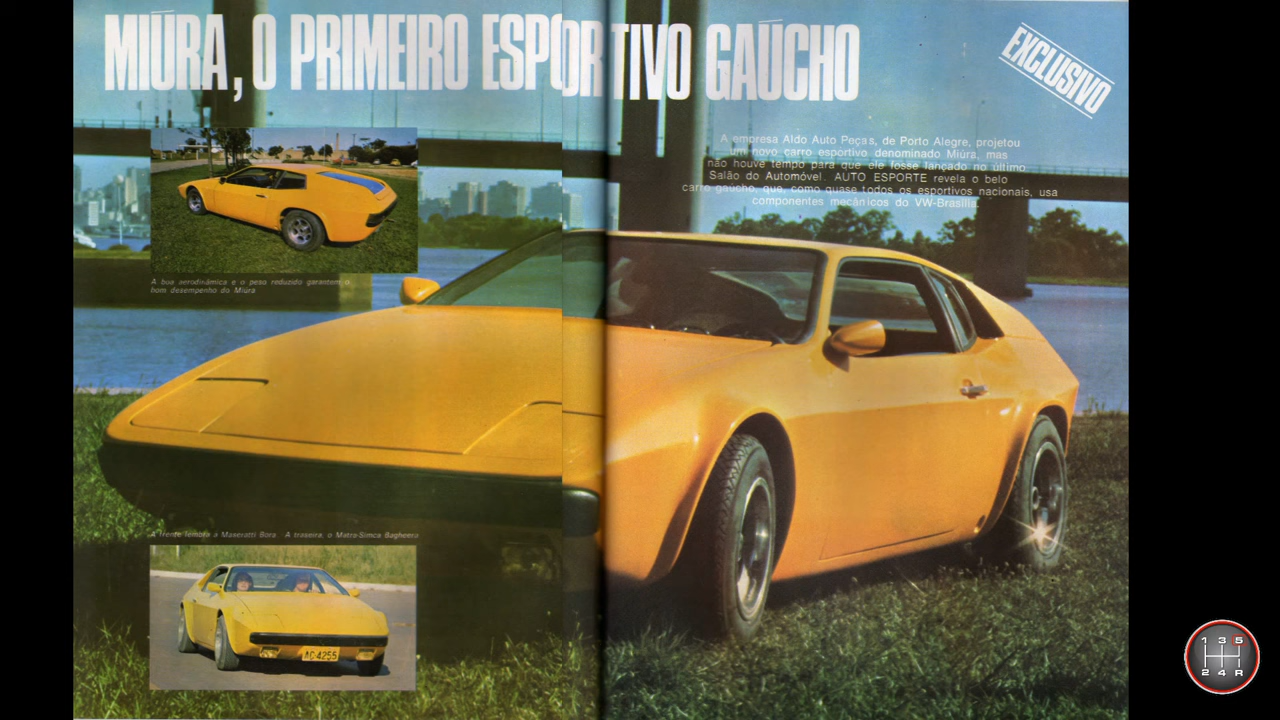 MIÚRA, O PRIMEIRO ESPORTIVO GAÚCHO
EXCLUSIVO
A empresa Aldo Auto Peças, de Porto Alegre, projetou
um novo carro esportivo denominado Miúra, mas
não houve tempo para que ele fosse lançado no último
Salão do Automóvel. AUTO ESPORTE revela o belo
carro gaúcho, que, como quase todos os esportivos nacionais, usa
componentes mecânicos do VW-Brasília.
A boa aerodinâmica e o peso reduzido garantem o
bom desempenho do Miúra
A frente lembra a Maseratti Bora. A traseira, o Matra-Simca Bagheera
AC·4255
1 3 5
2 4 R